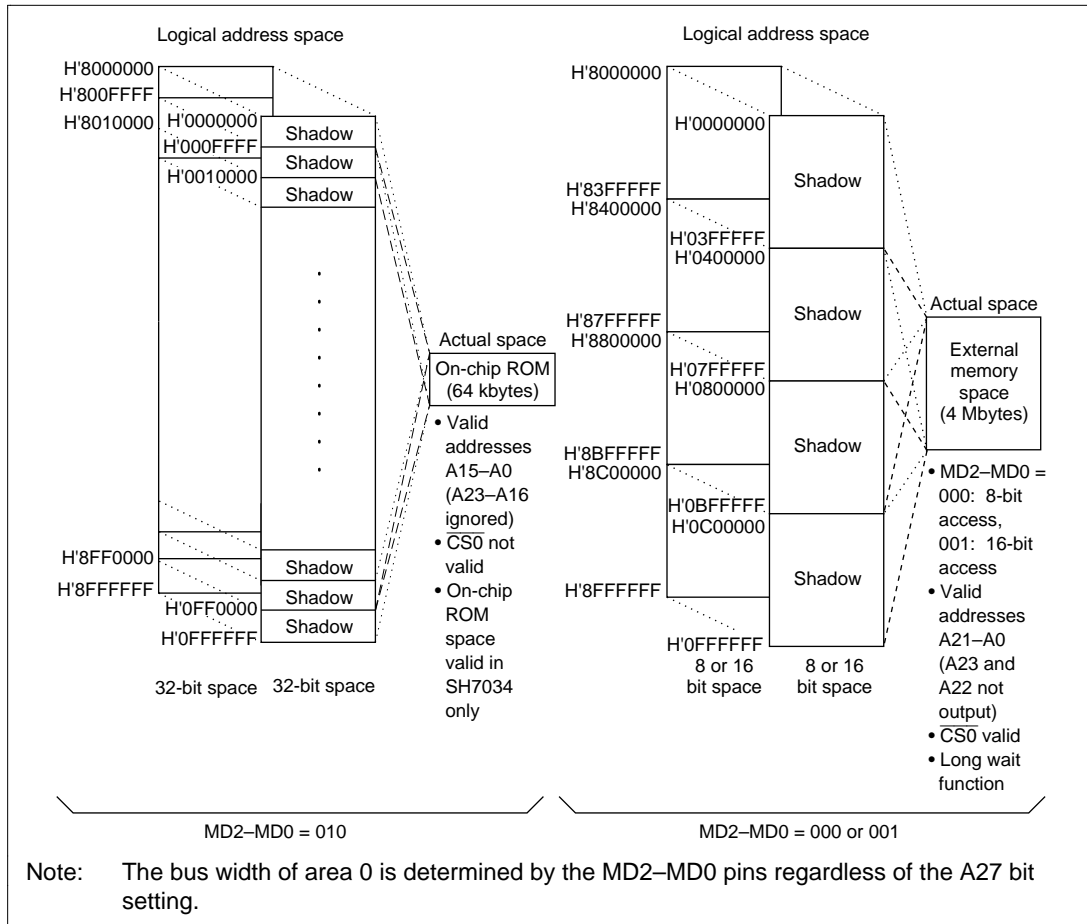 Logical address space
H'8000000
H'800FFFF
H'8010000
H'0000000
H'000FFFF
H'0010000
Shadow
Shadow
Shadow
Actual space
On-chip ROM
(64 kbytes)
• Valid
addresses
A15–A0
(A23–A16
ignored)
• CS0 not
valid
• On-chip
ROM
space
valid in
SH7034
only
H'8FF0000
H'8FFFFFF
H'0FF0000
H'0FFFFFF
Shadow
Shadow
Shadow
32-bit space
32-bit space
MD2–MD0 = 010
Logical address space
H'8000000
H'0000000
Shadow
H'83FFFFF
H'8400000
H'03FFFFF
H'0400000
Shadow
H'87FFFFF
H'8800000
H'07FFFFF
H'0800000
Shadow
H'8BFFFFF
H'8C00000
H'0BFFFFF
H'0C00000
Shadow
H'8FFFFFF
H'0FFFFFF
8 or 16
bit space
8 or 16
bit space
Actual space
External
memory
space
(4 Mbytes)
• MD2–MD0 =
000: 8-bit
access,
001: 16-bit
access
• Valid
addresses
A21–A0
(A23 and
A22 not
output)
• CS0 valid
• Long wait
function
MD2–MD0 = 000 or 001
Note: The bus width of area 0 is determined by the MD2–MD0 pins regardless of the A27 bit
setting.